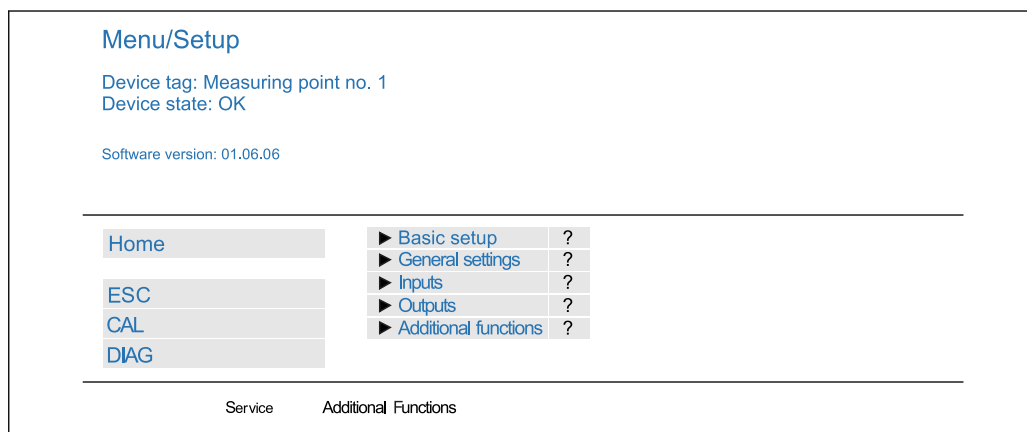 Menu/Setup
Device tag: Measuring point no. 1
Device state: OK
Software version: 01.06.06
Home
ESC
CAL
DIAG
► Basic setup ?
► General settings ?
► Inputs ?
► Outputs ?
► Additional functions ?
Service Additional Functions